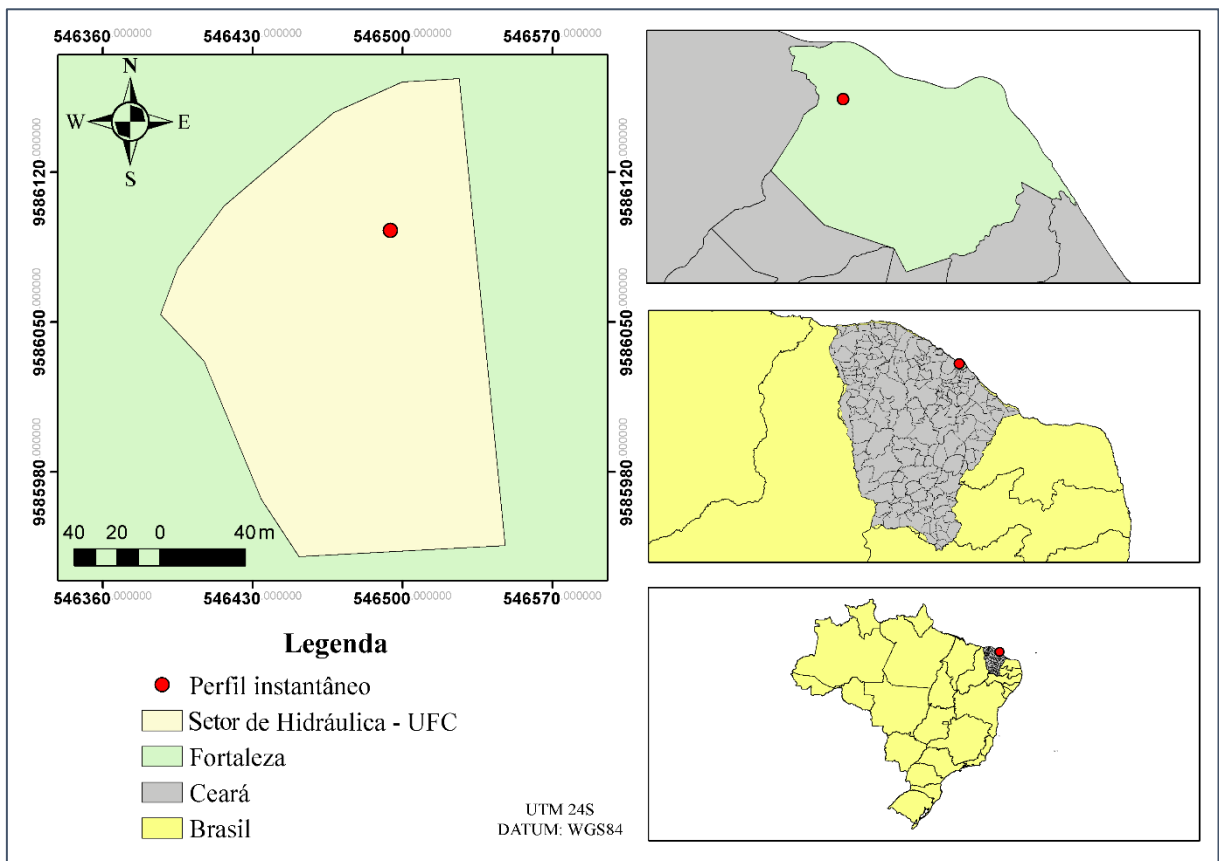 546360.000000 546430.000000 546500.000000 546570.000000
N
W E
S
9586120.000000
9586050.000000
9585980.000000
9586120.000000
9586050.000000
9585980.000000
40 20 0 40 m
546360.000000 546430.000000 546500.000000 546570.000000
Legenda
Perfil instantâneo
Setor de Hidráulica - UFC
Fortaleza
Ceará
Brasil
UTM 24S
DATUM: WGS84